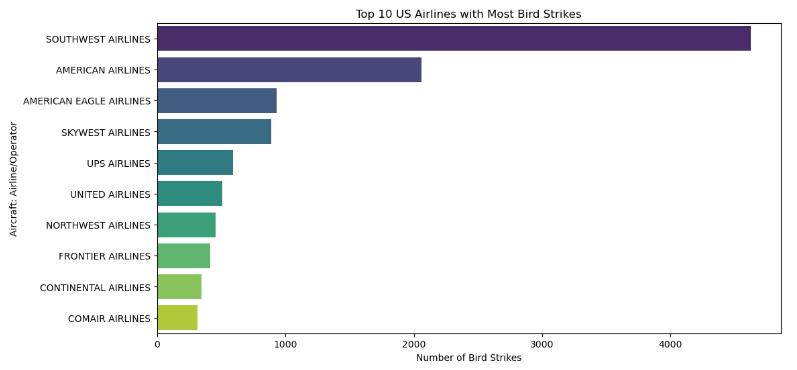 Top 10 US Airlines with Most Bird Strikes
Aircraft: Airline/Operator
SOUTHWEST AIRLINES
AMERICAN AIRLINES
AMERICAN EAGLE AIRLINES
SKYWEST AIRLINES
UPS AIRLINES
UNITED AIRLINES
NORTHWEST AIRLINES
FRONTIER AIRLINES
CONTINENTAL AIRLINES
COMAIR AIRLINES
0 1000 2000 3000 4000
Number of Bird Strikes